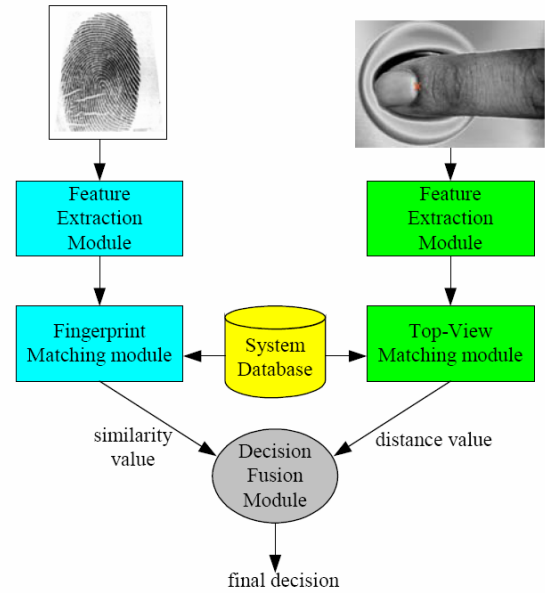 Feature
Extraction
Module
Feature
Extraction
Module
Fingerprint
Matching module
System
Database
Top-View
Matching module
similarity
value
distance value
Decision
Fusion
Module
final decision